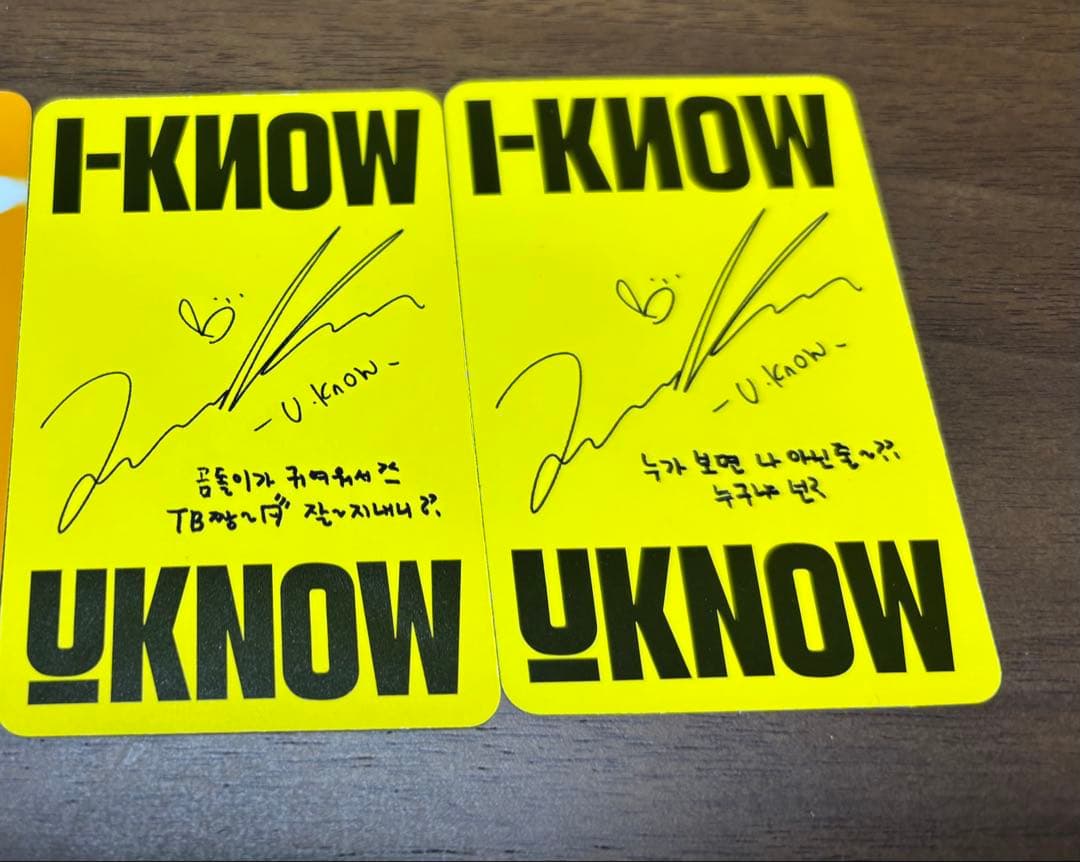 I-KNOW
-U.KNOW-
곰돌이가 귀여워서^^
TB짱~ 잘~지내니??
UKNOW
I-KNOW
-U.KNOW-
누가 보면 나 아닌줄~??
누구냐 넌?
UKNOW